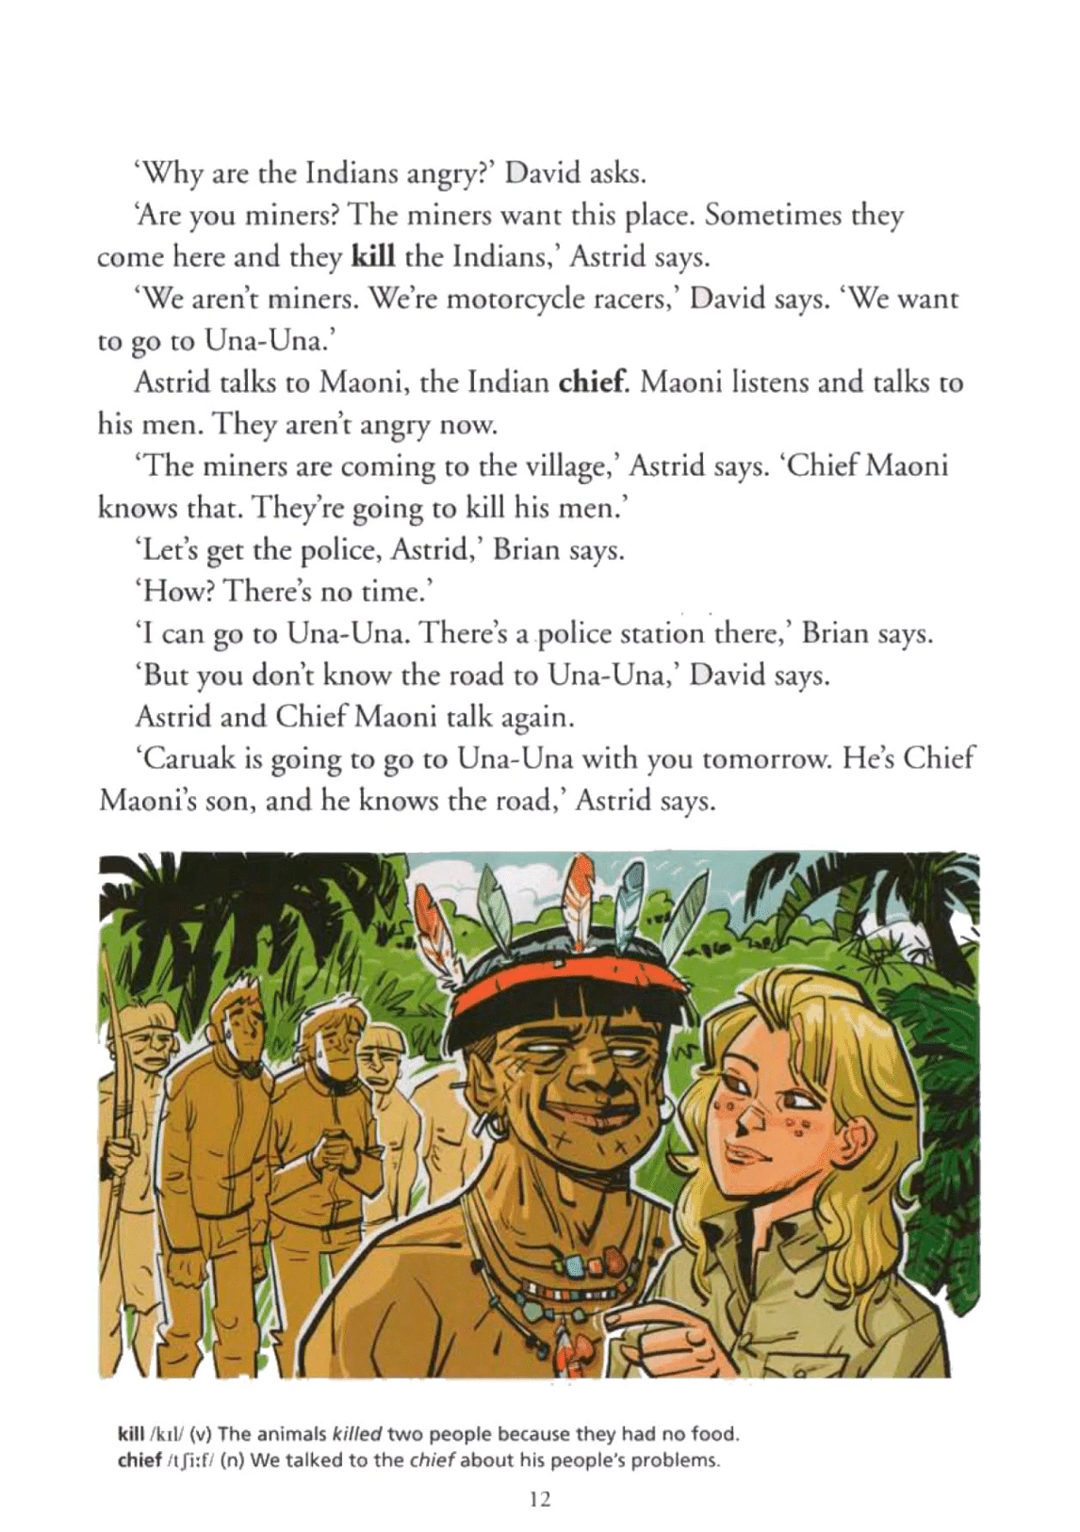 ‘Why are the Indians angry?’ David asks.
‘Are you miners? The miners want this place. Sometimes they
come here and they kill the Indians,’ Astrid says.
‘We aren’t miners. We’re motorcycle racers,’ David says. ‘We want
to go to Una-Una.’
Astrid talks to Maoni, the Indian chief. Maoni listens and talks to
his men. They aren’t angry now.
‘The miners are coming to the village,’ Astrid says. ‘Chief Maoni
knows that. They’re going to kill his men.’
‘Let’s get the police, Astrid,’ Brian says.
‘How? There’s no time.’
‘I can go to Una-Una. There’s a police station there,’ Brian says.
‘But you don’t know the road to Una-Una,’ David says.
Astrid and Chief Maoni talk again.
‘Caruak is going to go to Una-Una with you tomorrow. He’s Chief
Maoni’s son, and he knows the road,’ Astrid says.
kill /kɪl/ (v) The animals killed two people because they had no food.
chief /tʃiːf/ (n) We talked to the chief about his people’s problems.
12